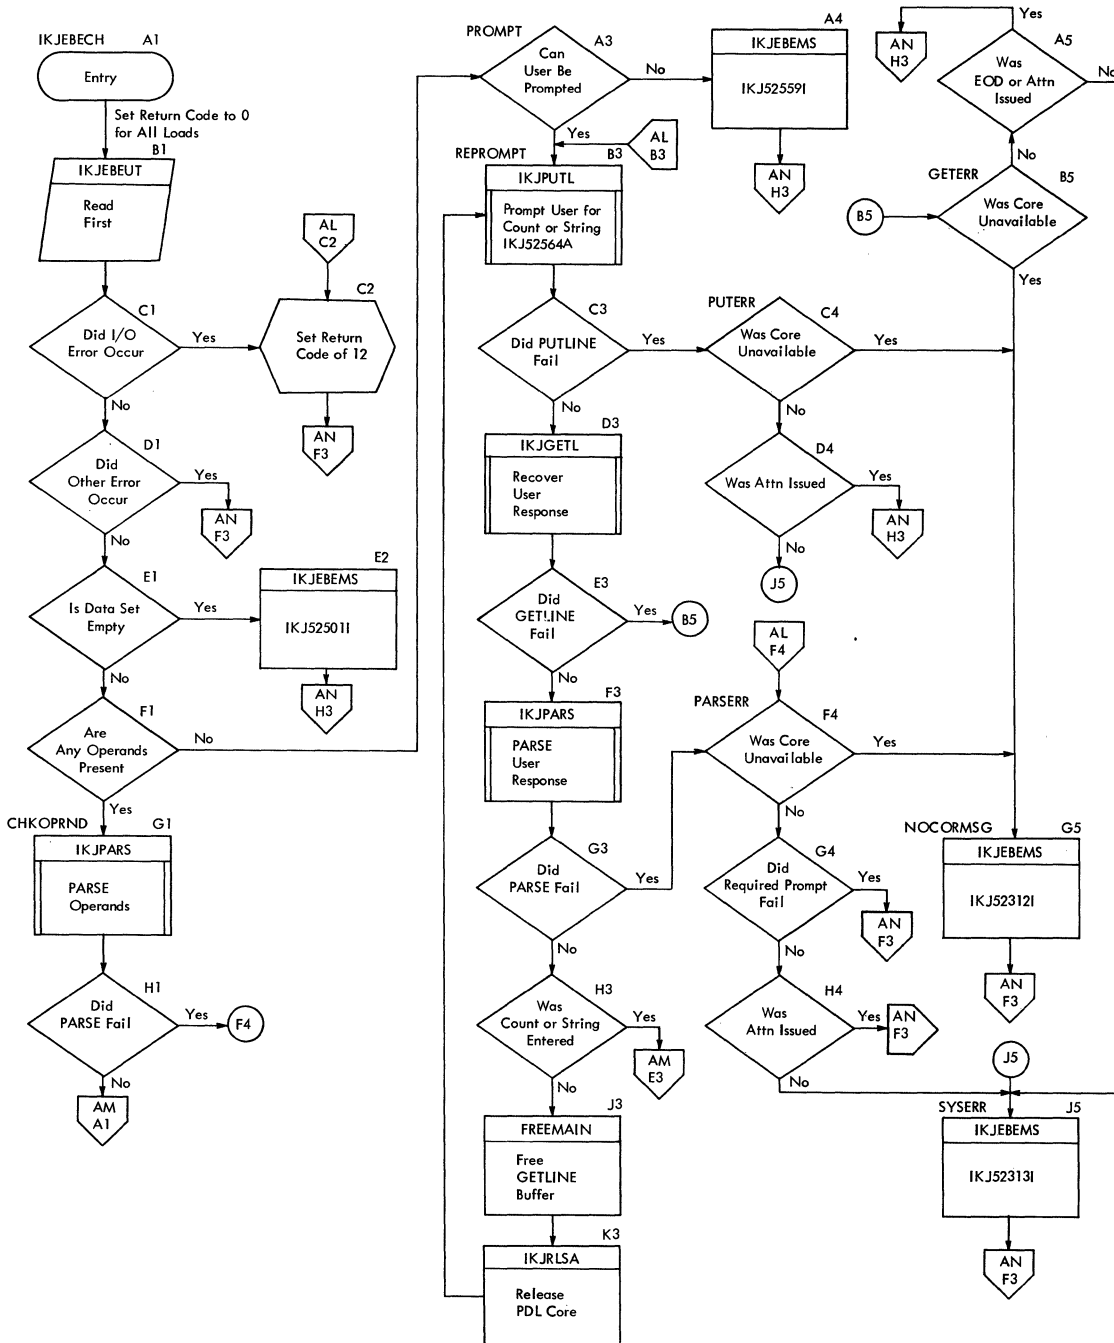 IKJEBECH A1
Entry
Set Return Code to 0
for All Loads
B1
IKJEBEUT
Read
First
C1
Did I/O
Error Occur
Yes
No
AL
C2
C2
Set Return
Code of 12
AN
F3
D1
Did
Other Error
Occur
Yes
AN
F3
No
E1
Is Data Set
Empty
Yes
No
E2
IKJEBEMS
IKJ52501I
AN
H3
F1
Are
Any Operands
Present
No
Yes
CHKOPRND G1
IKJPARS
PARSE
Operands
H1
Did
PARSE Fail
Yes
F4
No
AM
A1
PROMPT A3
Can
User Be
Prompted
No
Yes
A4
IKJEBEMS
IKJ52559I
AN
H3
AL
B3
REPROMPT B3
IKJPUTL
Prompt User for
Count or String
IKJ52564A
C3
Did PUTLINE
Fail
Yes
No
D3
IKJGETL
Recover
User
Response
E3
Did
GETLINE
Fail
Yes
B5
No
F3
IKJPARS
PARSE
User
Response
G3
Did
PARSE Fail
Yes
No
H3
Was
Count or String
Entered
Yes
AM
E3
No
J3
FREEMAIN
Free
GETLINE
Buffer
K3
IKJRLSA
Release
PDL Core
PUTERR C4
Was Core
Unavailable
Yes
No
D4
Was Attn Issued
Yes
AN
H3
No
J5
AL
F4
PARSERR F4
Was Core
Unavailable
Yes
No
G4
Did
Required Prompt
Fail
Yes
AN
F3
No
H4
Was
Attn Issued
Yes
AN
F3
No
Yes
AN
H3
A5
Was
EOD or Attn
Issued
No
No
GETERR B5
B5
Was Core
Unavailable
Yes
NOCORMSG G5
IKJEBEMS
IKJ52312I
AN
F3
J5
SYSERR J5
IKJEBEMS
IKJ52313I
AN
F3